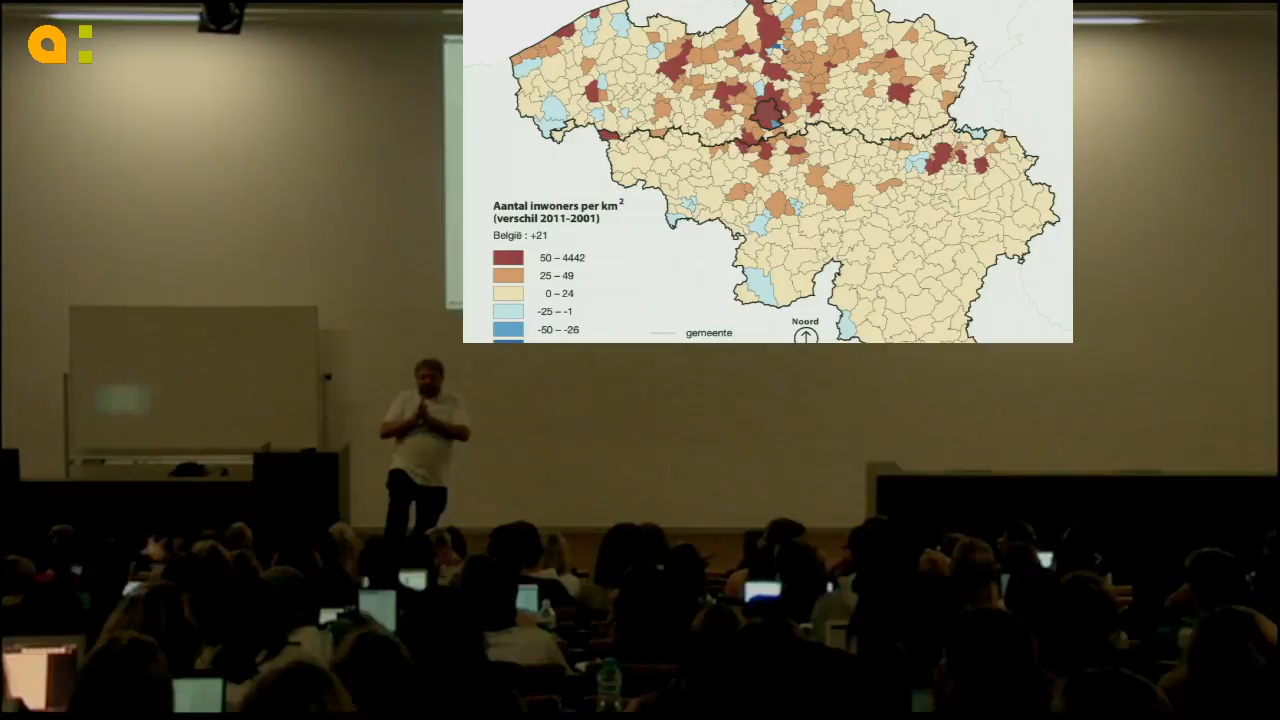 a:
Aantal inwoners per km²
(verschil 2011-2001)
België : +21
50 – 4442
25 – 49
0 – 24
-25 – -1
-50 – -26
gemeente
Noord